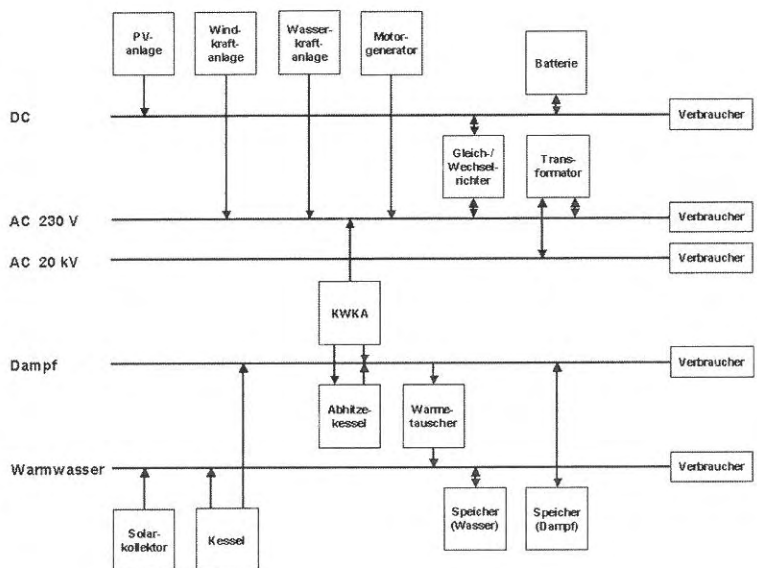 PV-
anlage
Wind-
kraft-
anlage
Wasser-
kraft-
anlage
Motor-
generator
Batterie
DC
Verbraucher
Gleich-/
Wechsel-
richter
Trans-
formator
AC 230 V
Verbraucher
AC 20 kV
Verbraucher
KWKA
Dampf
Verbraucher
Abhitze-
kessel
Warme-
tauscher
Warmwasser
Verbraucher
Solar-
kollektor
Kessel
Speicher
(Wasser)
Speicher
(Dampf)